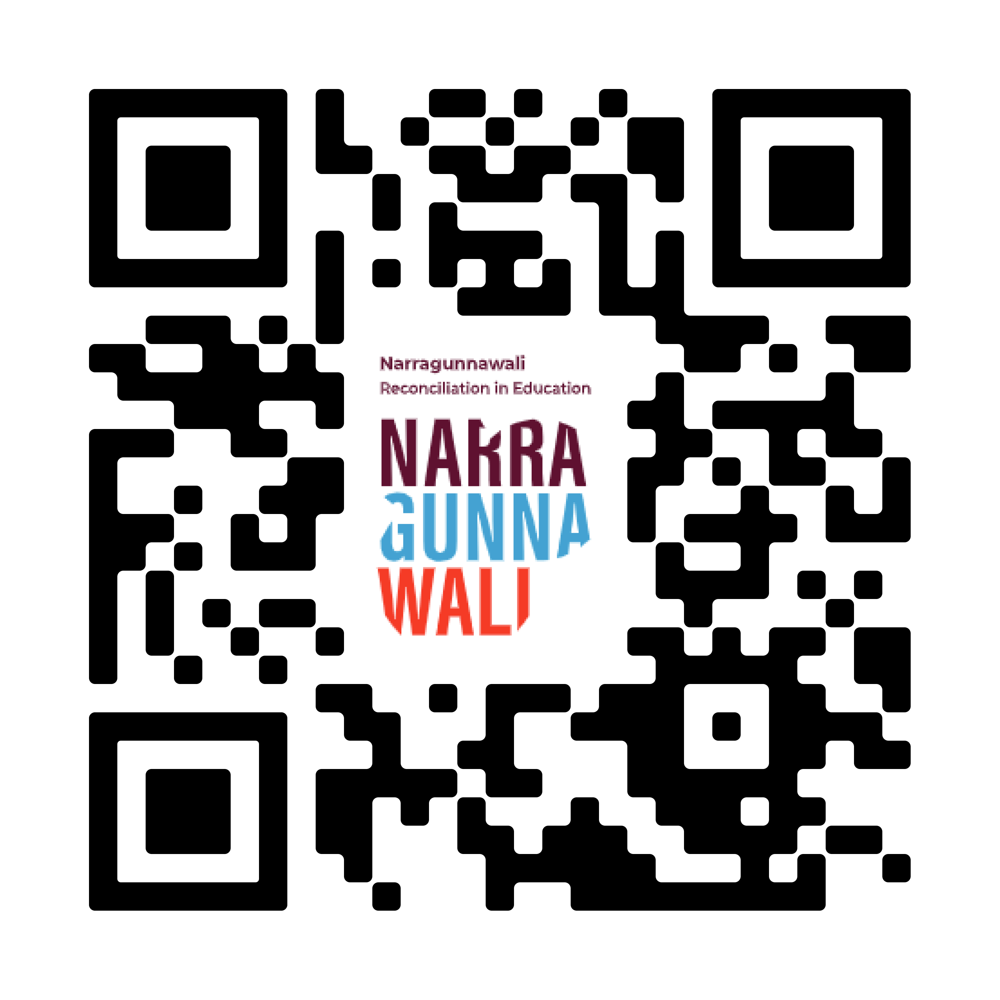 Narragunnawali
Reconciliation in Education
NARRA
GUNNA
WALI